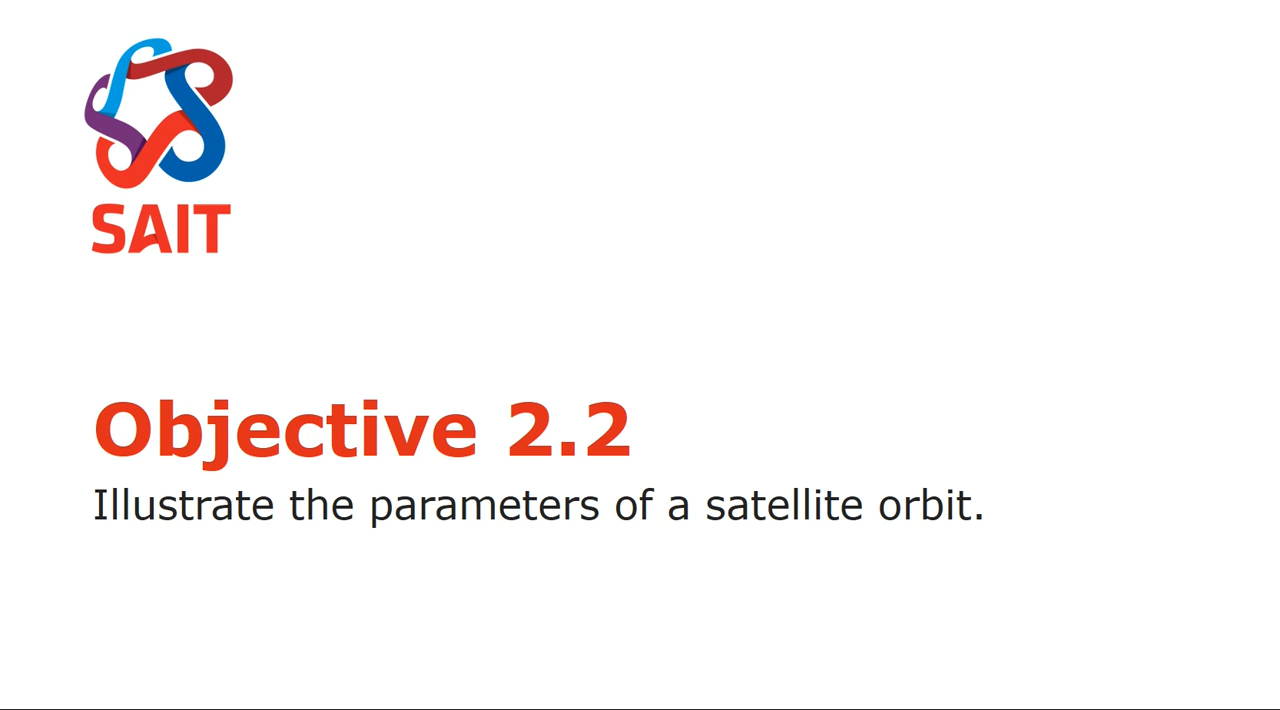 SAIT
Objective 2.2
Illustrate the parameters of a satellite orbit.